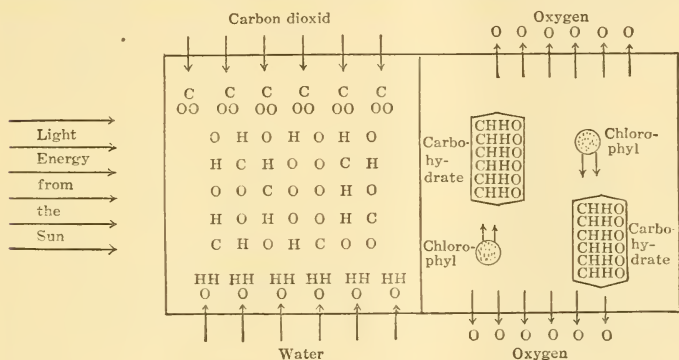 Carbon dioxid
Oxygen
O O O O O O
C C C C C C
OO OO OO OO OO OO
O H O H O H O
H C H O O C H
O O C O O H O
H O H O O H C
C H O H C O O
HH HH HH HH HH HH
O O O O O O
Water
Light
Energy
from
the
Sun
Carbo-
hy-
drate
CHHO
CHHO
CHHO
CHHO
CHHO
CHHO
Chloro-
phyl
Chloro-
phyl
CHHO
CHHO
CHHO
CHHO
CHHO
CHHO
Carbo-
hy-
drate
O O O O O O
Oxygen